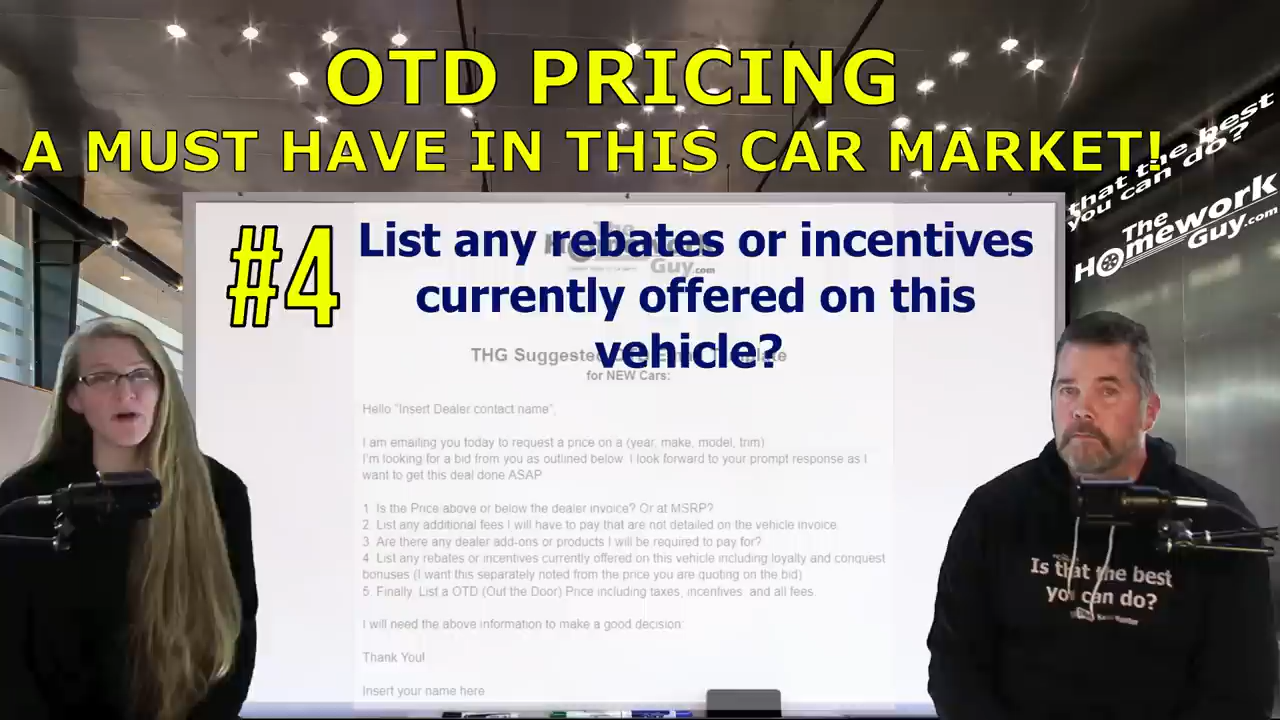 OTD PRICING
A MUST HAVE IN THIS CAR MARKET!
that the best
you can do?
The
Homework
Guy.com
#4
List any rebates or incentives
currently offered on this
vehicle?
The
Homework
Guy.com
THG Suggested Template
for NEW Cars:
Hello "Insert Dealer contact name",
I am emailing you today to request a price on a (year, make, model, trim)
I'm looking for a bid from you as outlined below. I look forward to your prompt response as I
want to get this deal done ASAP
1. Is the Price above or below the dealer invoice? Or at MSRP?
2. List any additional fees I will have to pay that are not detailed on the vehicle invoice.
3. Are there any dealer add-ons or products I will be required to pay for?
4. List any rebates or incentives currently offered on this vehicle including loyalty and conquest
bonuses (I want this separately noted from the price you are quoting on the bid)
5. Finally. List a OTD (Out the Door) Price including taxes, incentives, and all fees.
I will need the above information to make a good decision:
Thank You!
Insert your name here
Is that the best
you can do?